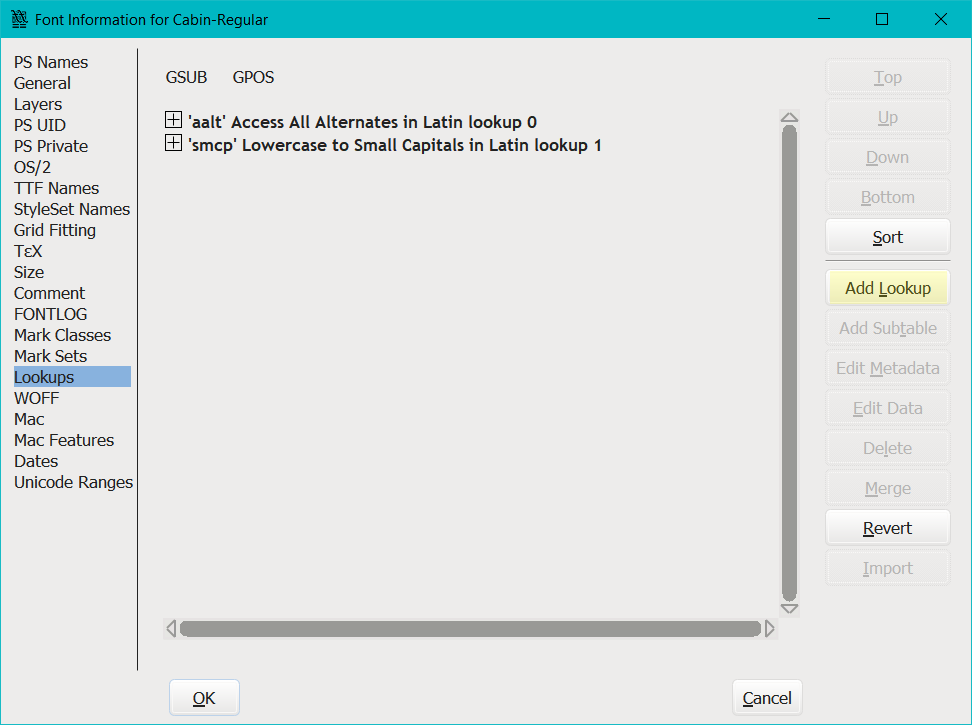 Font Information for Cabin-Regular
PS Names
General
Layers
PS UID
PS Private
OS/2
TTF Names
StyleSet Names
Grid Fitting
TεX
Size
Comment
FONTLOG
Mark Classes
Mark Sets
Lookups
WOFF
Mac
Mac Features
Dates
Unicode Ranges
GSUB GPOS
'aalt' Access All Alternates in Latin lookup 0
'smcp' Lowercase to Small Capitals in Latin lookup 1
Top
Up
Down
Bottom
Sort
Add Lookup
Add Subtable
Edit Metadata
Edit Data
Delete
Merge
Revert
Import
OK
Cancel